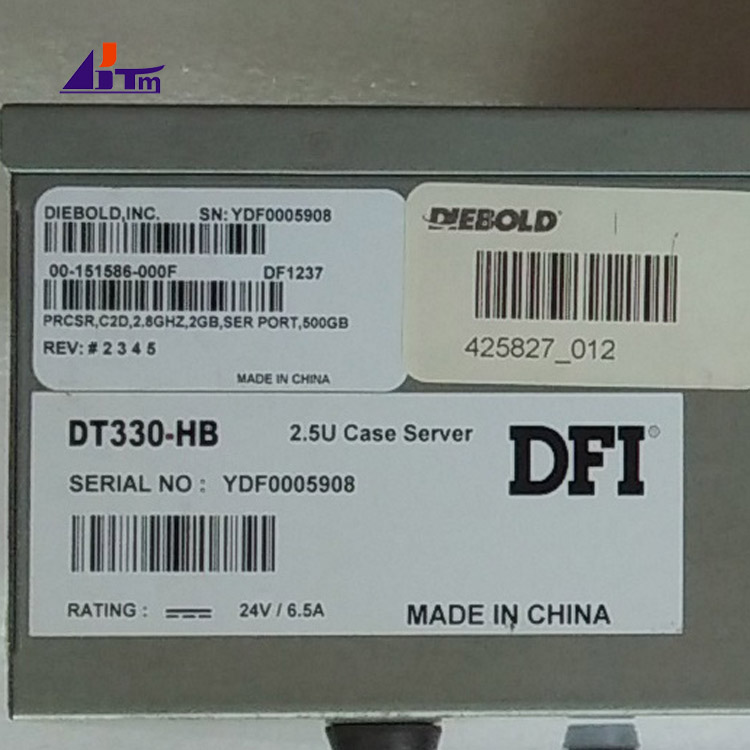 AJTm
DIEBOLD,INC. SN: YDF0005908
00-151586-000F DF1237
PRCSR,C2D,2.8GHZ,2GB,SER PORT,500GB
REV: # 2 3 4 5
MADE IN CHINA
DIEBOLD
425827_012
DT330-HB 2.5U Case Server
DFI®
SERIAL NO : YDF0005908
RATING : 24V / 6.5A
MADE IN CHINA